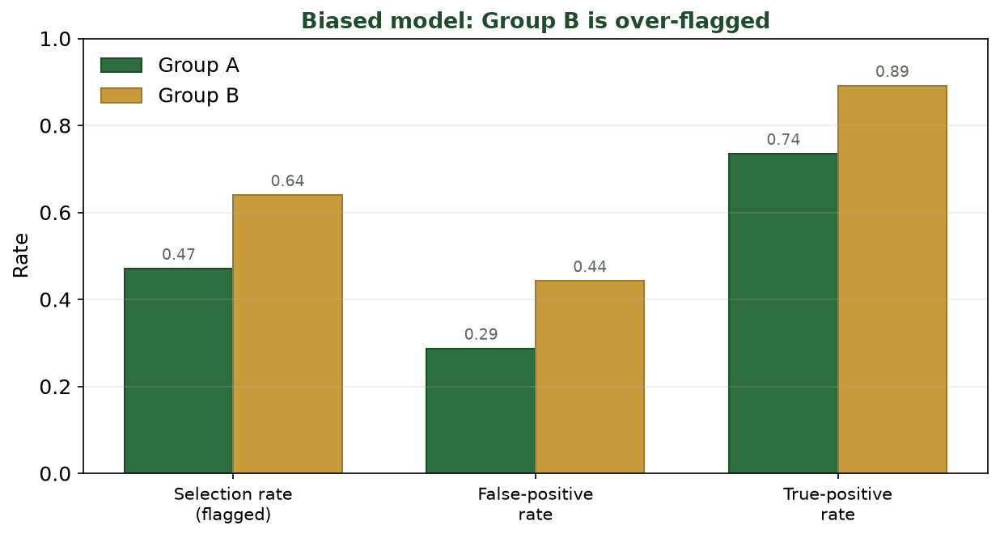 Biased model: Group B is over-flagged
1.0
0.8
0.6
0.4
0.2
0.0
Rate
Group A
Group B
0.47
0.64
0.29
0.44
0.74
0.89
Selection rate
(flagged)
False-positive
rate
True-positive
rate